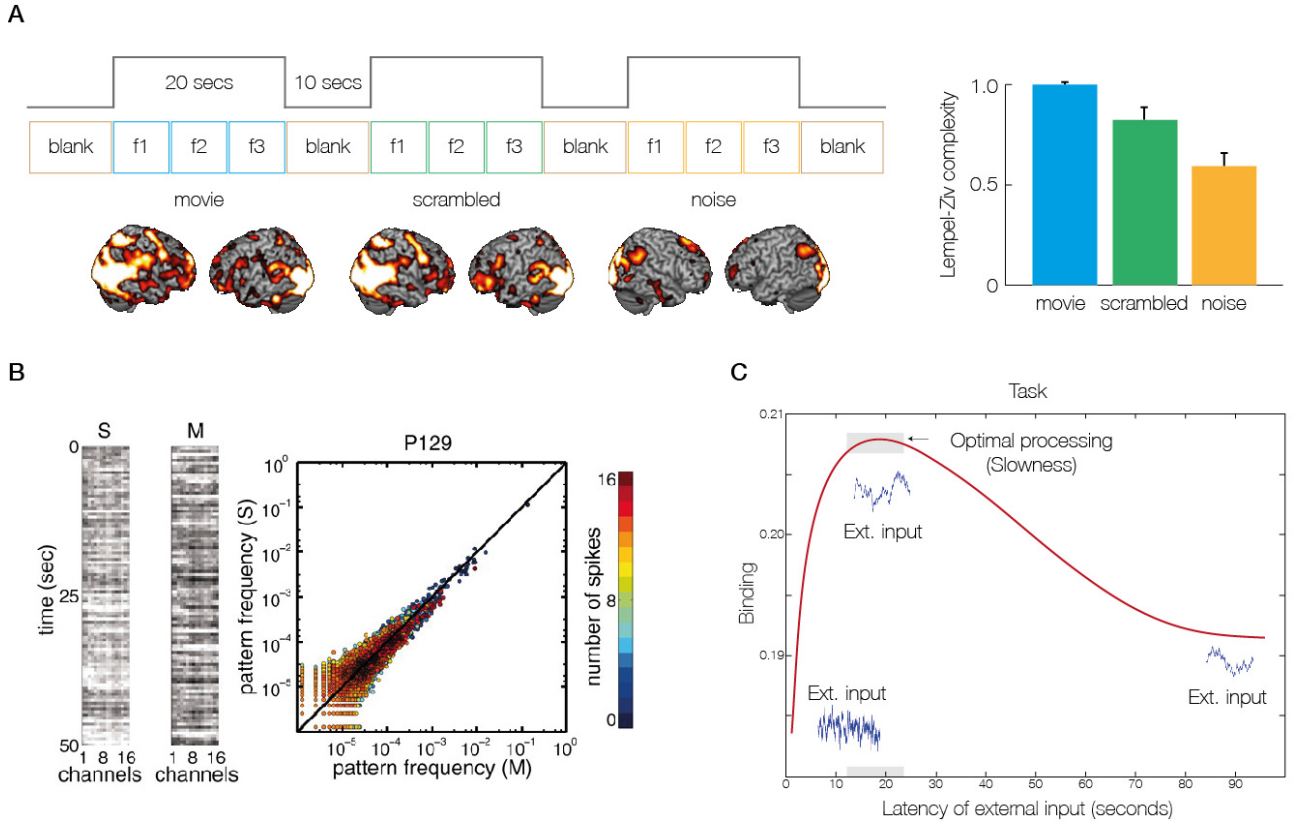 A
20 secs 10 secs
blank f1 f2 f3 blank f1 f2 f3 blank f1 f2 f3 blank
movie scrambled noise
Lempel-Ziv complexity
1.0
0.5
0
movie scrambled noise
B
S M
0
25
50
time (sec)
1 8 16 1 8 16
channels channels
P129
pattern frequency (S)
10^0
10^-1
10^-2
10^-3
10^-4
10^-5
10^-5 10^-4 10^-3 10^-2 10^-1 10^0
pattern frequency (M)
16
8
0
number of spikes
C
Task
0.21
0.20
0.19
Binding
Optimal processing
(Slowness)
Ext. input
Ext. input
Ext. input
0 10 20 30 40 50 60 70 80 90
Latency of external input (seconds)